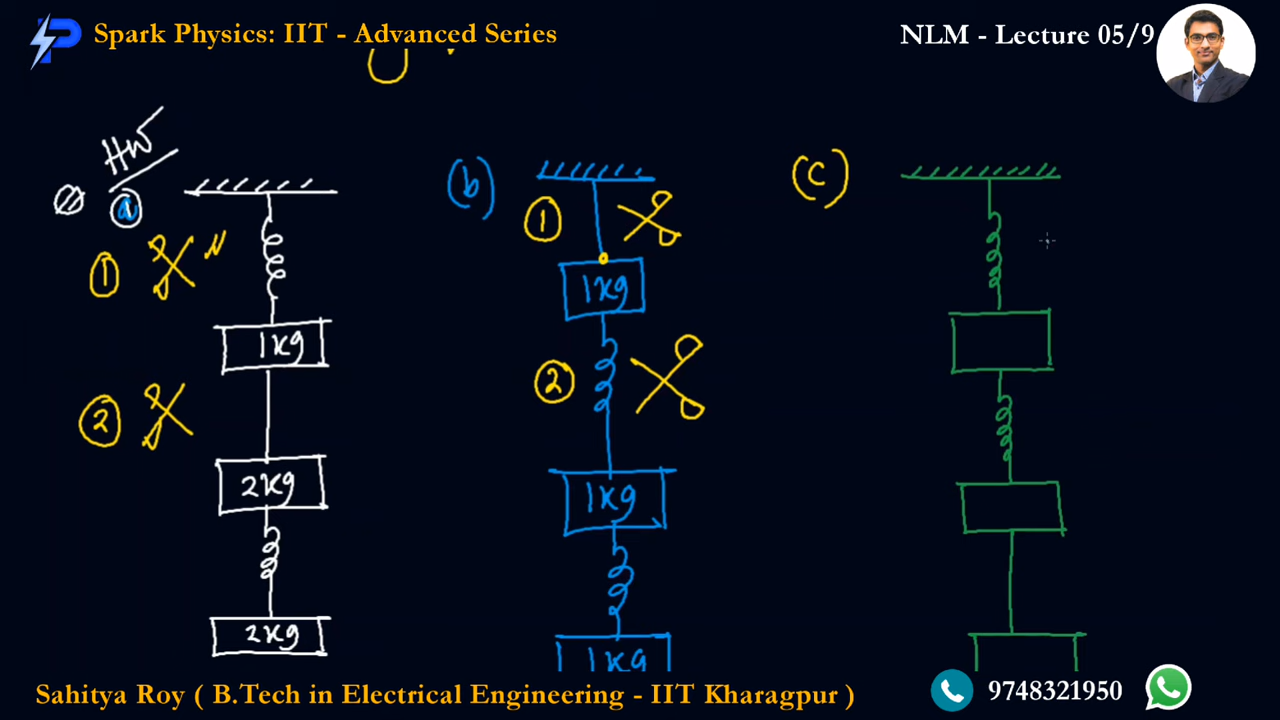 Spark Physics: IIT - Advanced Series
NLM - Lecture 05/9
HW
(a)
①
1kg
②
2kg
2kg
(b)
①
1kg
②
1kg
1kg
(c)
Sahitya Roy ( B.Tech in Electrical Engineering - IIT Kharagpur )
9748321950